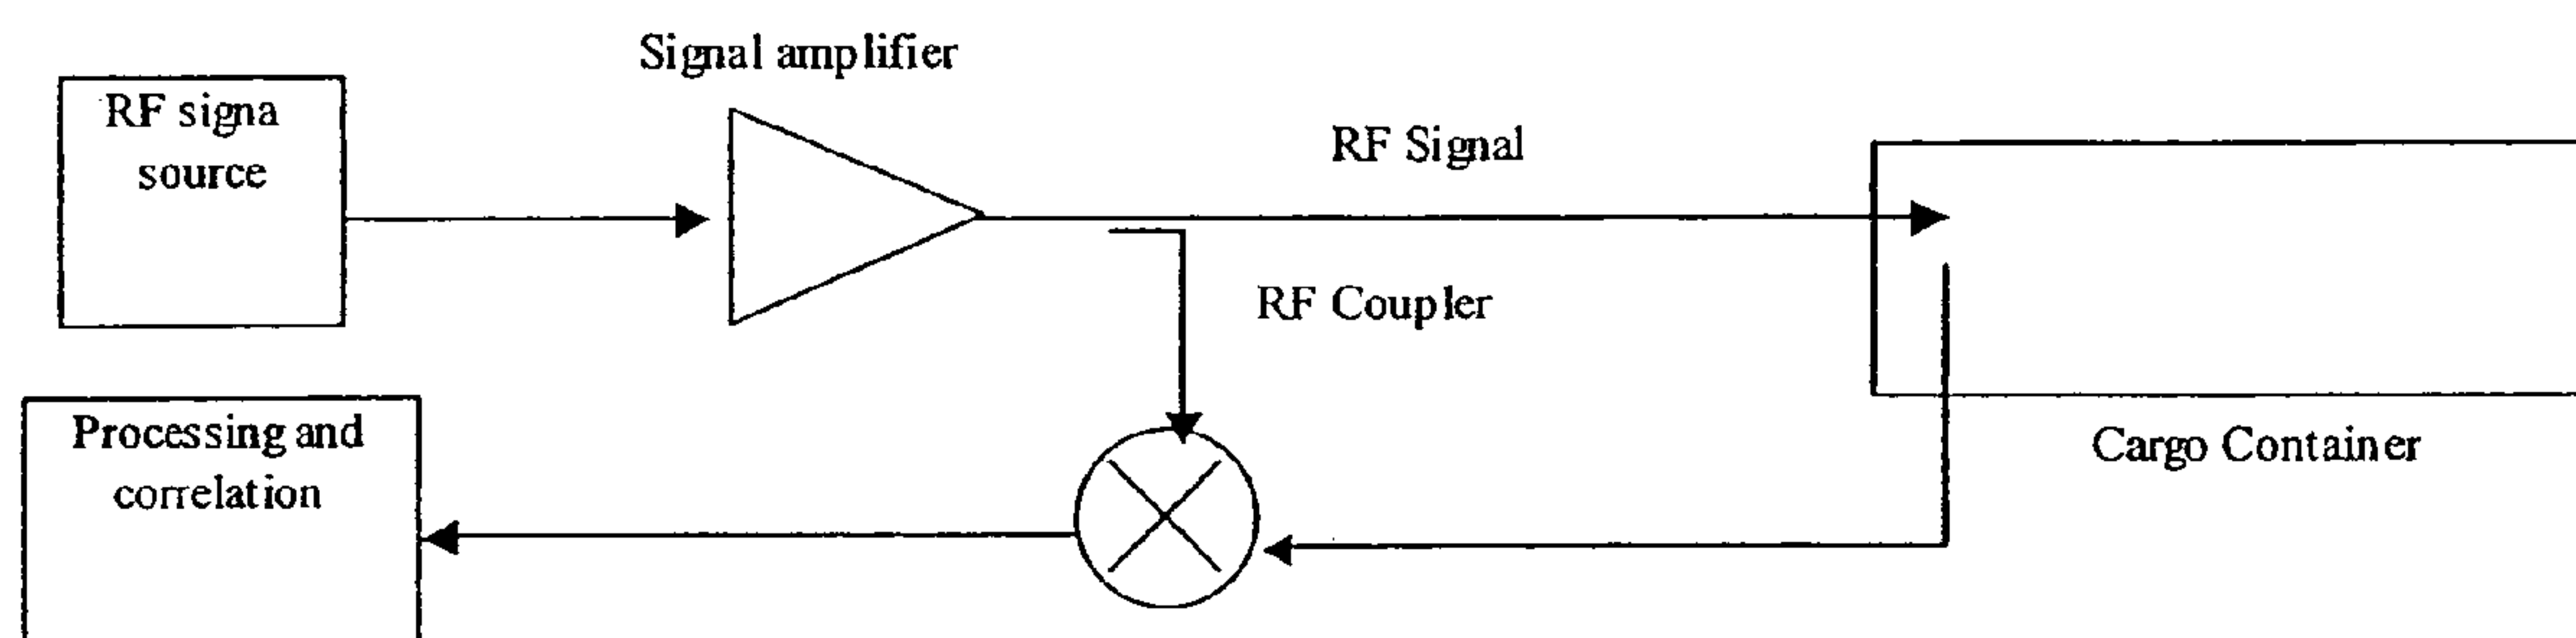 Signal amplifier
RF signa
source
RF Signal
RF Coupler
Processing and
correlation
Cargo Container